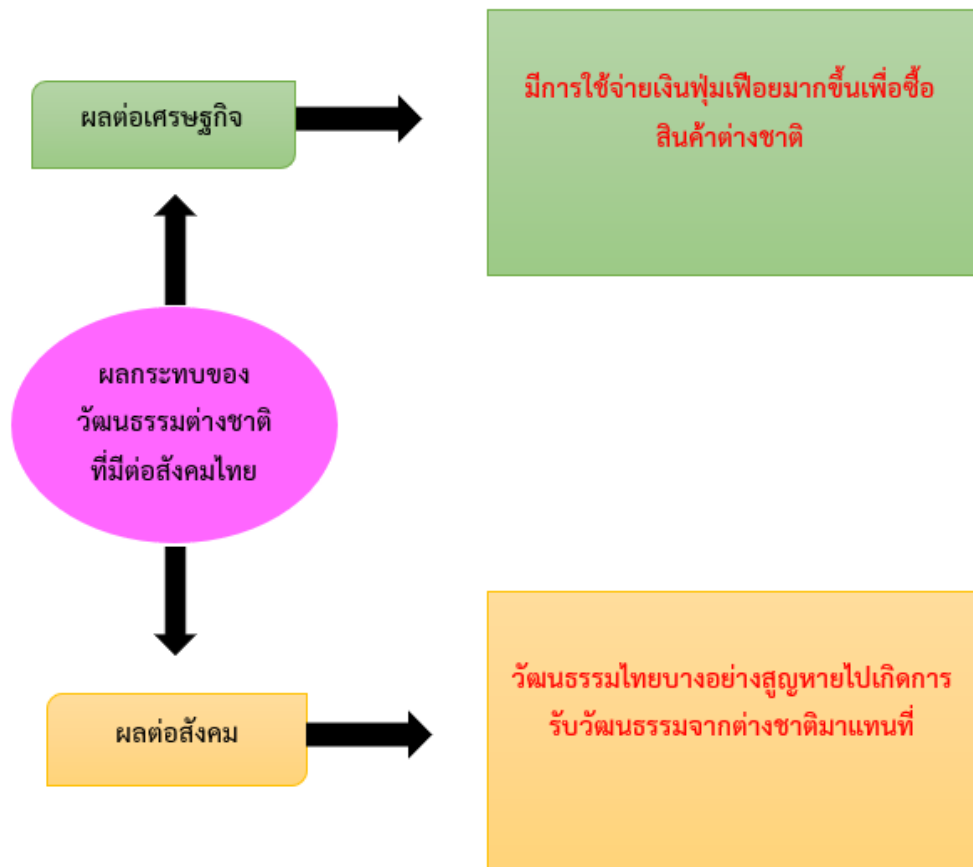 ผลต่อเศรษฐกิจ
มีการใช้จ่ายเงินฟุ่มเฟือยมากขึ้นเพื่อซื้อ
สินค้าต่างชาติ
ผลกระทบของ
วัฒนธรรมต่างชาติ
ที่มีต่อสังคมไทย
ผลต่อสังคม
วัฒนธรรมไทยบางอย่างสูญหายไปเกิดการ
รับวัฒนธรรมจากต่างชาติมาแทนที่